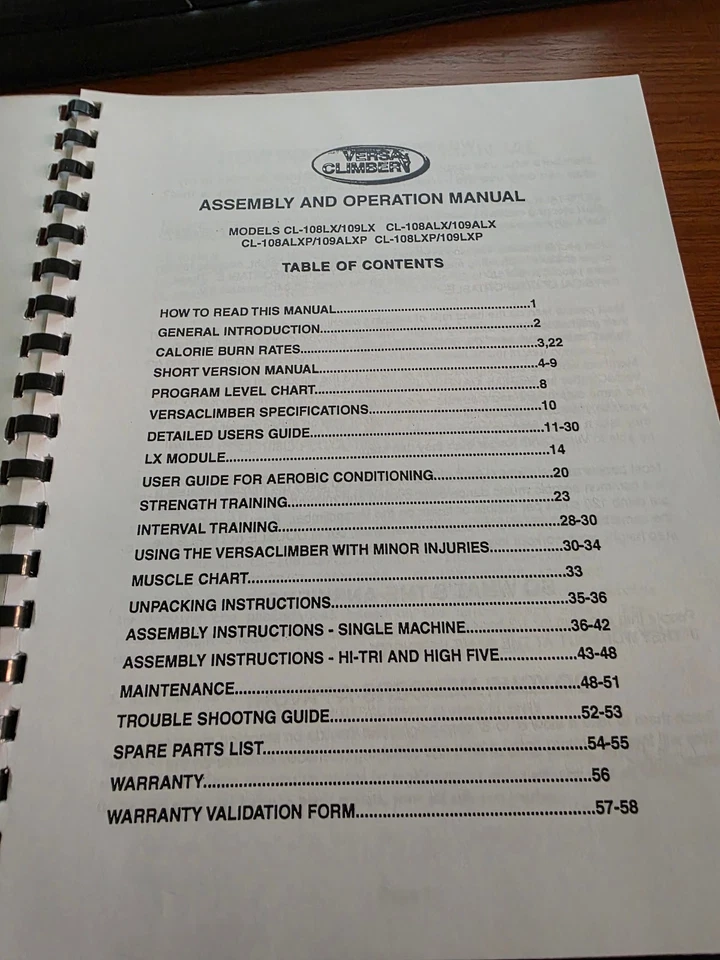 VERSA
CLIMBER
ASSEMBLY AND OPERATION MANUAL
MODELS CL-108LX/109LX CL-108ALX/109ALX
CL-108ALXP/109ALXP CL-108LXP/109LXP
TABLE OF CONTENTS
HOW TO READ THIS MANUAL..................................................1
GENERAL INTRODUCTION......................................................2
CALORIE BURN RATES............................................................3,22
SHORT VERSION MANUAL.......................................................4-9
PROGRAM LEVEL CHART.........................................................8
VERSACLIMBER SPECIFICATIONS...........................................10
DETAILED USERS GUIDE..........................................................11-30
LX MODULE................................................................................14
USER GUIDE FOR AEROBIC CONDITIONING.............................20
STRENGTH TRAINING................................................................23
INTERVAL TRAINING...................................................................28-30
USING THE VERSACLIMBER WITH MINOR INJURIES..................30-34
MUSCLE CHART...........................................................................33
UNPACKING INSTRUCTIONS.........................................................35-36
ASSEMBLY INSTRUCTIONS - SINGLE MACHINE.........................36-42
ASSEMBLY INSTRUCTIONS - HI-TRI AND HIGH FIVE...................43-48
MAINTENANCE................................................................................48-51
TROUBLE SHOOTNG GUIDE...........................................................52-53
SPARE PARTS LIST...........................................................................54-55
WARRANTY........................................................................................56
WARRANTY VALIDATION FORM.........................................................57-58